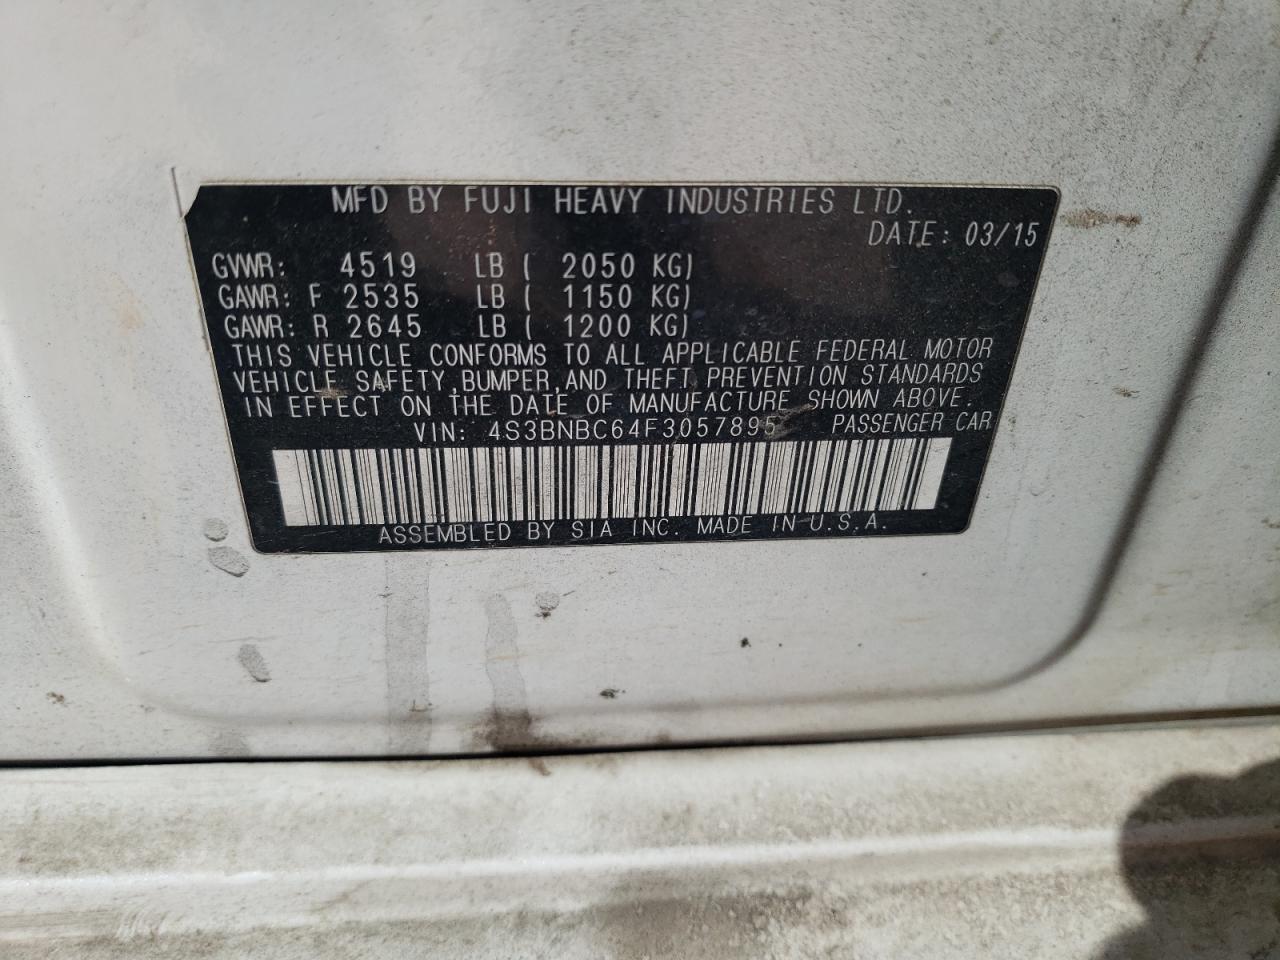 MFD BY FUJI HEAVY INDUSTRIES LTD.
DATE: 03/15
GVWR: 4519 LB ( 2050 KG)
GAWR: F 2535 LB ( 1150 KG)
GAWR: R 2645 LB ( 1200 KG)
THIS VEHICLE CONFORMS TO ALL APPLICABLE FEDERAL MOTOR
VEHICLE SAFETY,BUMPER,AND THEFT PREVENTION STANDARDS
IN EFFECT ON THE DATE OF MANUFACTURE SHOWN ABOVE.
VIN: 4S3BNBC64F3057895 PASSENGER CAR
ASSEMBLED BY SIA INC. MADE IN U.S.A.